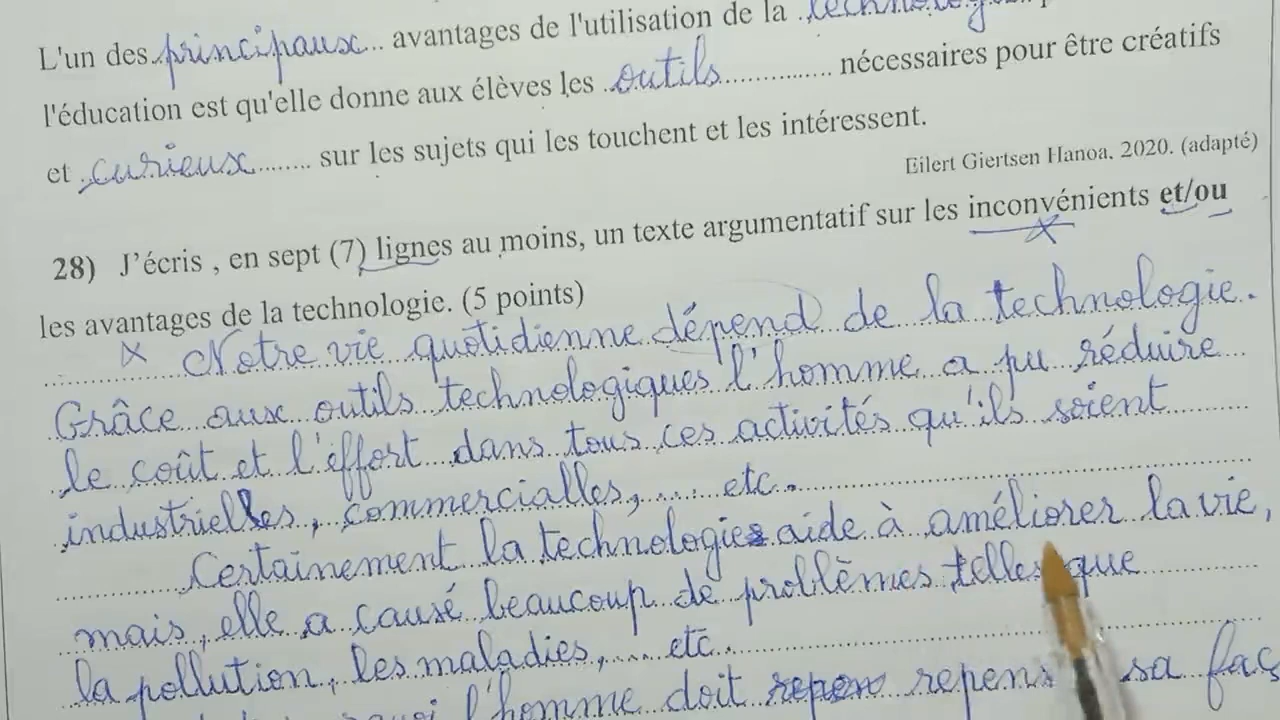 L'un des principaux... avantages de l'utilisation de la .technolog
l'éducation est qu'elle donne aux élèves les .outils.............. nécessaires pour être créatifs
et .curieux........ sur les sujets qui les touchent et les intéressent.
Eilert Giertsen Hanoa. 2020. (adapté)
28) J'écris , en sept (7) lignes au moins, un texte argumentatif sur les inconvénients et/ou
les avantages de la technologie. (5 points)
Notre vie quotidienne dépend de la technologie.
Grâce aux outils technologiques l'homme a pu réduire
le coût et l'effort dans tous ces activités qu'ils soient
industrielles, commercialles,..... etc.
Certainement la technologie aide à améliorer la vie,
mais, elle a causé beaucoup de problèmes telles que
la pollution, les maladies,.... etc.
l'homme doit repens sa faç